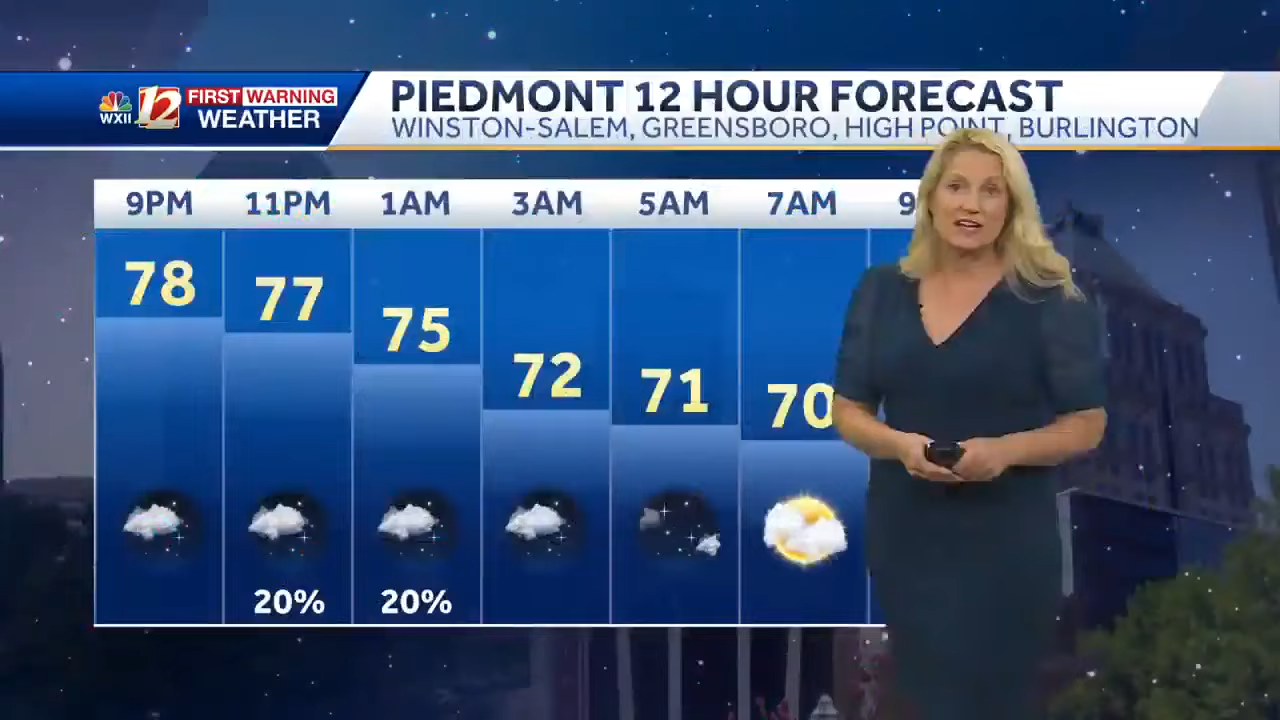 WXII 12 FIRST WARNING WEATHER
PIEDMONT 12 HOUR FORECAST
WINSTON-SALEM, GREENSBORO, HIGH POINT, BURLINGTON
9PM 11PM 1AM 3AM 5AM 7AM 9
78 77 75 72 71 70
20% 20%